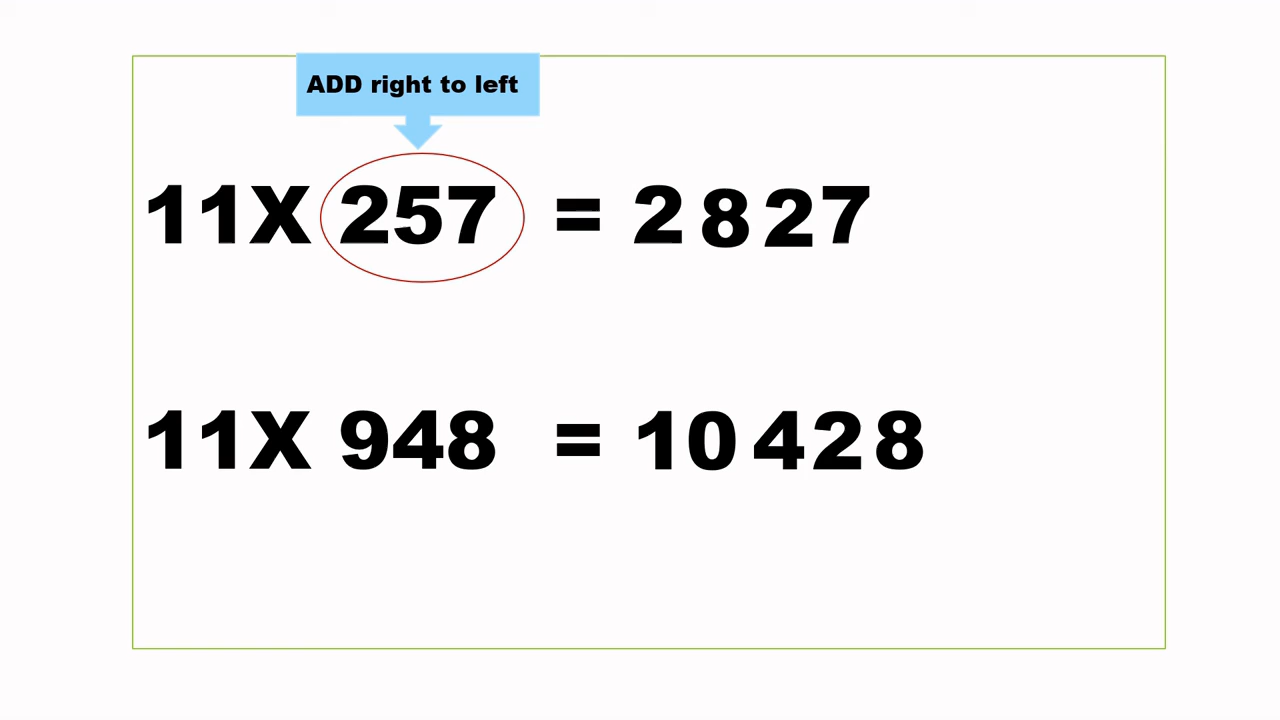 ADD right to left
11X 257 = 2827
11X 948 = 10428